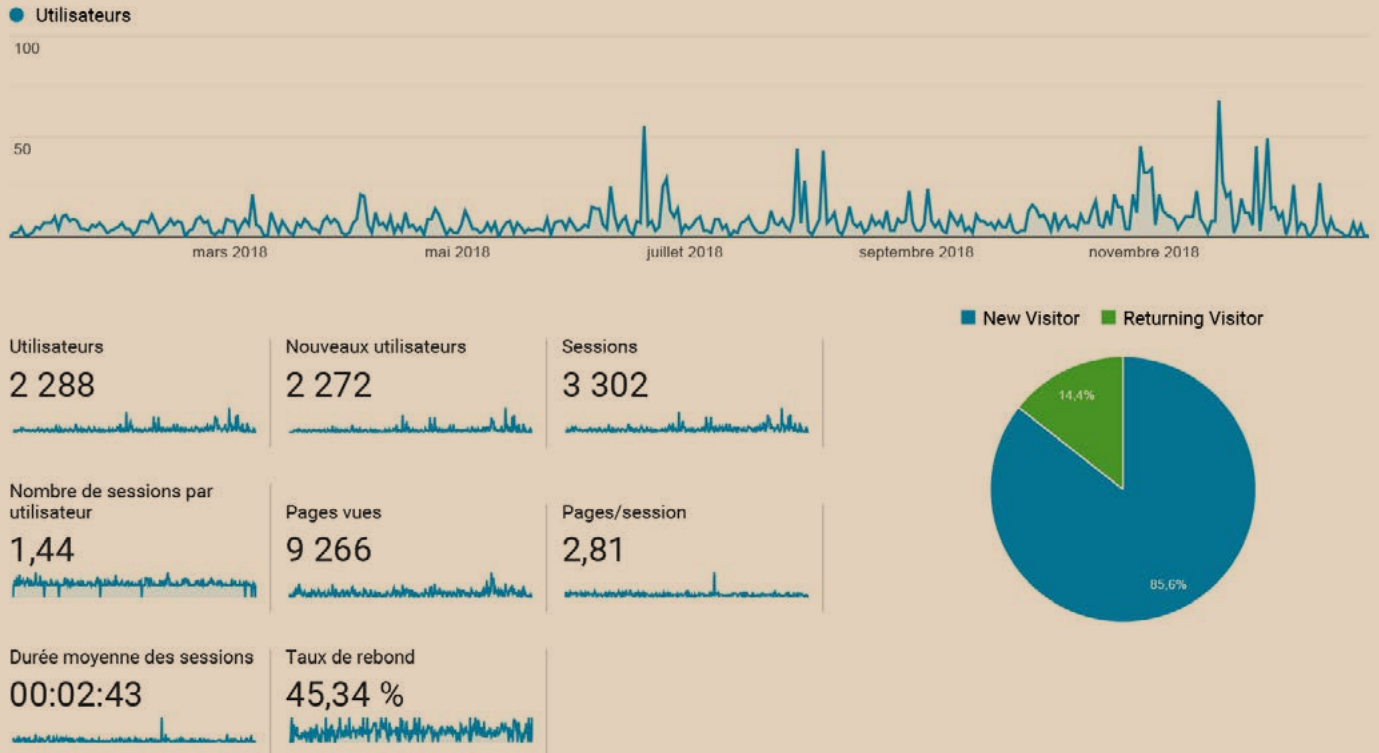 Utilisateurs
100
50
mars 2018
mai 2018
juillet 2018
septembre 2018
novembre 2018
New Visitor
Returning Visitor
Utilisateurs
2 288
Nouveaux utilisateurs
2 272
Sessions
3 302
14,4%
85,6%
Nombre de sessions par
utilisateur
1,44
Pages vues
9 266
Pages/session
2,81
Durée moyenne des sessions
00:02:43
Taux de rebond
45,34 %